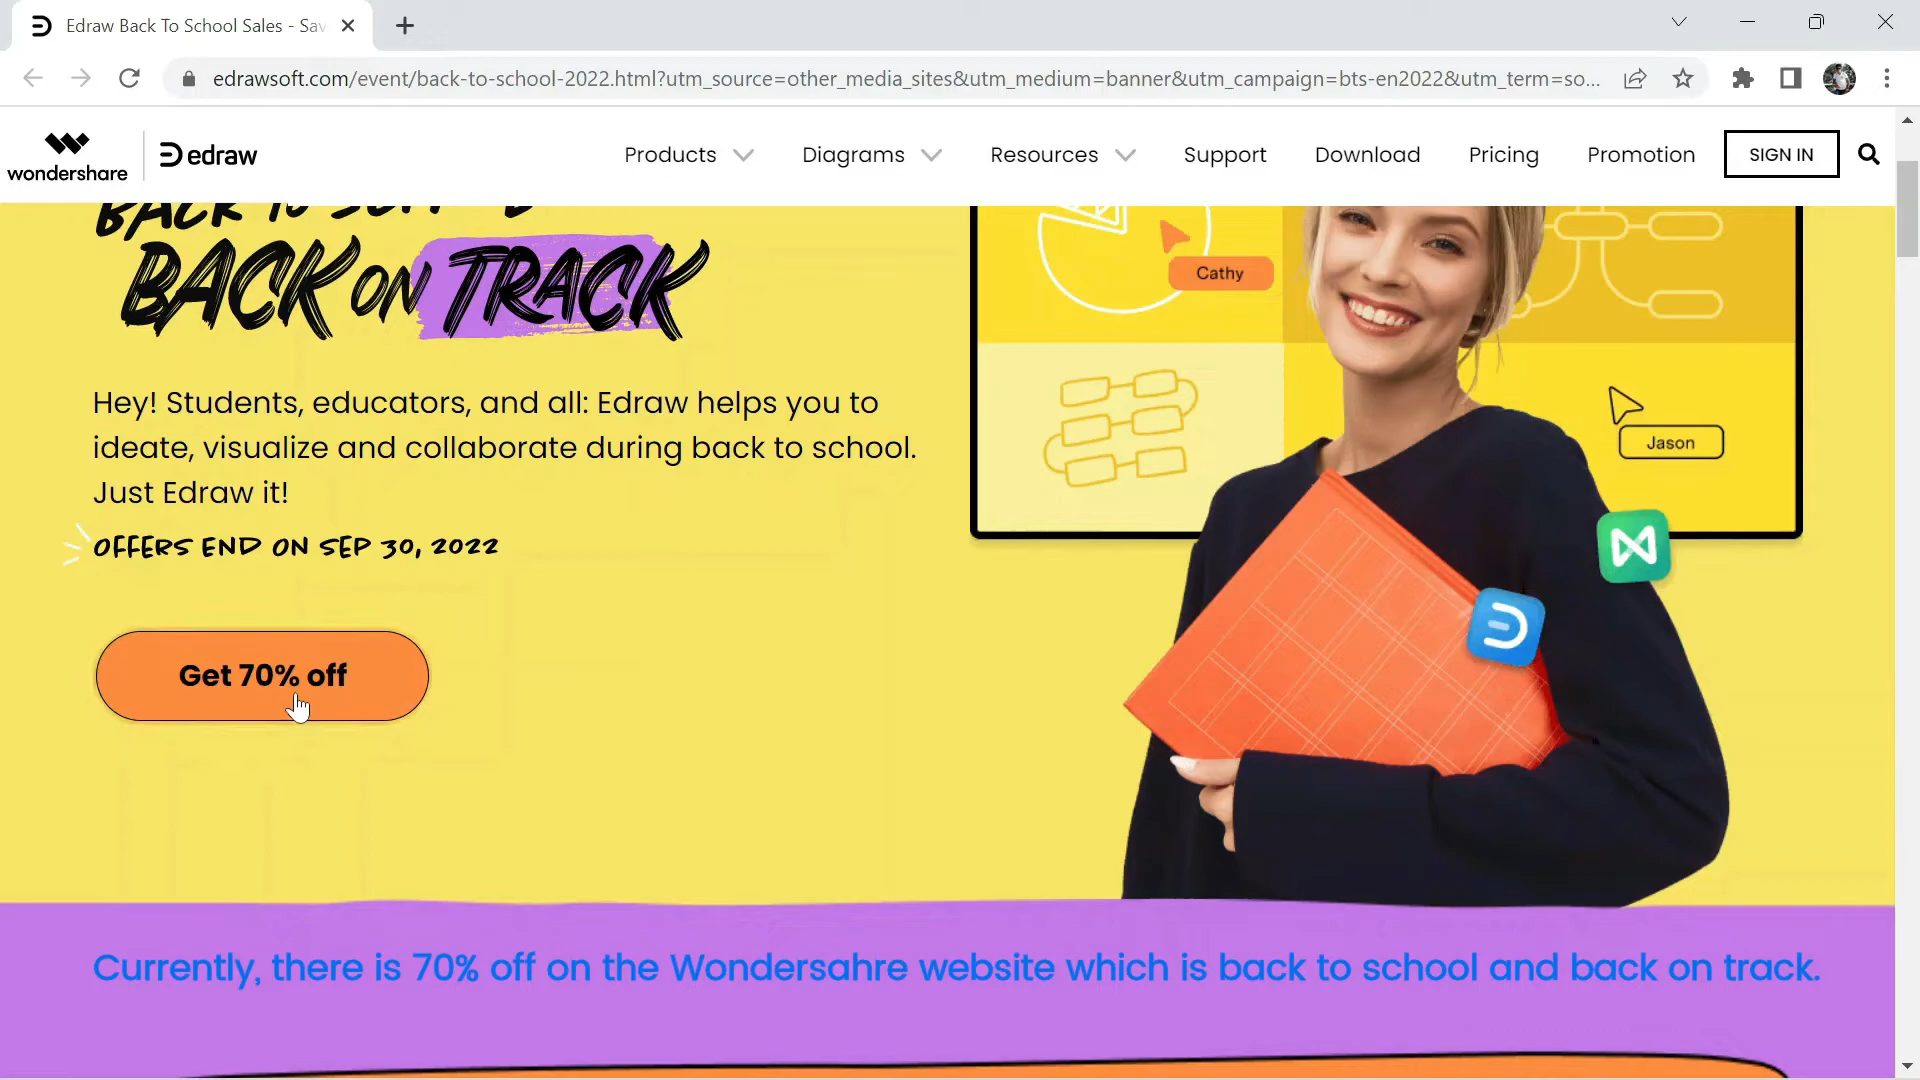 Edraw Back To School Sales - Sav
edrawsoft.com/event/back-to-school-2022.html?utm_source=other_media_sites&utm_medium=banner&utm_campaign=bts-en2022&utm_term=so...
wondershare
edraw
Products
Diagrams
Resources
Support
Download
Pricing
Promotion
SIGN IN
BACK TO
BACK ON TRACK
Cathy
Hey! Students, educators, and all: Edraw helps you to
ideate, visualize and collaborate during back to school.
Just Edraw it!
Jason
OFFERS END ON SEP 30, 2022
Get 70% off
Currently, there is 70% off on the Wondersahre website which is back to school and back on track.